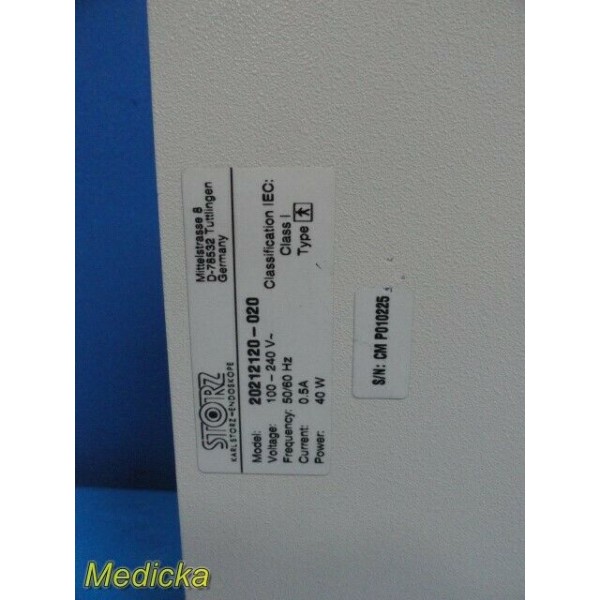 STORZ
KARL STORZ-ENDOSKOPE
Mittelstrasse 8
D-78532 Tuttlingen
Germany
Model: 20212120-020
Voltage: 100 - 240 V~
Frequency: 50/60 Hz
Current: 0.5A
Power: 40 W
Classification IEC:
Class I
Type
S/N: CM P010225
Medicka